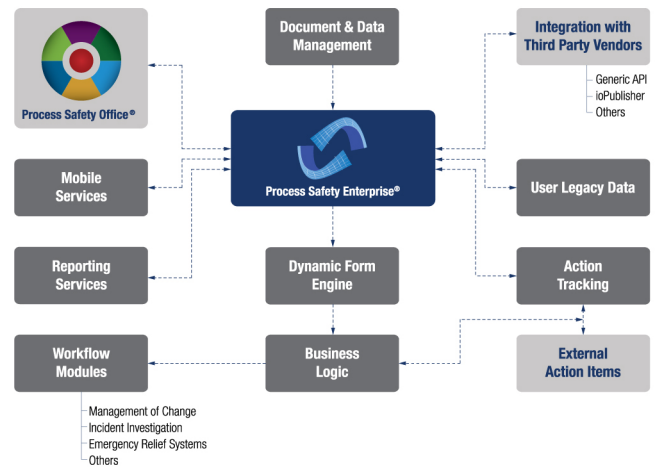 Document & Data
Management
Integration with
Third Party Vendors
Generic API
ioPublisher
Others
Process Safety Office®
Process Safety Enterprise®
Mobile
Services
User Legacy Data
Reporting
Services
Dynamic Form
Engine
Action
Tracking
Workflow
Modules
Business
Logic
External
Action Items
Management of Change
Incident Investigation
Emergency Relief Systems
Others